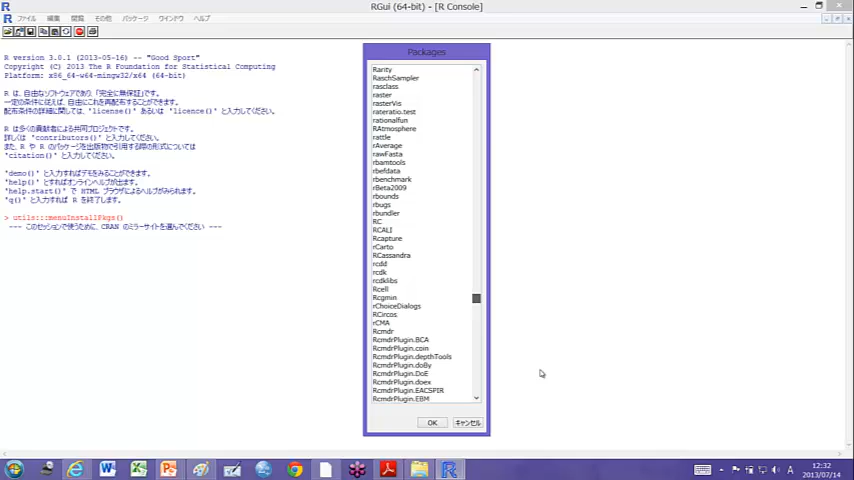 RGui (64-bit) - [R Console]
ファイル 編集 閲覧 その他 パッケージ ウインドウ ヘルプ
R version 3.0.1 (2013-05-16) -- "Good Sport"
Copyright (C) 2013 The R Foundation for Statistical Computing
Platform: x86_64-w64-mingw32/x64 (64-bit)
R は、自由なソフトウェアであり、「完全に無保証」です。
一定の条件に従えば、自由にこれを再配布することができます。
配布条件の詳細に関しては、'license()' あるいは 'licence()' と入力してください。
R は多くの貢献者による共同プロジェクトです。
詳しくは 'contributors()' と入力してください。
また、R や R のパッケージを出版物で引用する際の形式については
'citation()' と入力してください。
'demo()' と入力すればデモをみることができます。
'help()' とすればオンラインヘルプが出ます。
'help.start()' で HTML ブラウザによるヘルプがみられます。
'q()' と入力すれば R を終了します。
> utils:::menuInstallPkgs()
--- このセッションで使うために、CRAN のミラーサイトを選んでください ---
Packages
Rarity
RaschSampler
rasclass
raster
rasterVis
rateratio.test
rationalfun
RAtmosphere
rattle
rAverage
rawFasta
rbamtools
rbefdata
rbenchmark
rBeta2009
rbounds
rbugs
rbundler
RC
RCALI
Rcapture
rCarto
RCassandra
rcdd
rcdk
rcdklibs
Rcell
Rcgmin
rChoiceDialogs
RCircos
rCMA
Rcmdr
RcmdrPlugin.BCA
RcmdrPlugin.coin
RcmdrPlugin.depthTools
RcmdrPlugin.doBy
RcmdrPlugin.DoE
RcmdrPlugin.doex
RcmdrPlugin.EACSPIR
RcmdrPlugin.EBM
OK キャンセル
A 12:32
2013/07/14